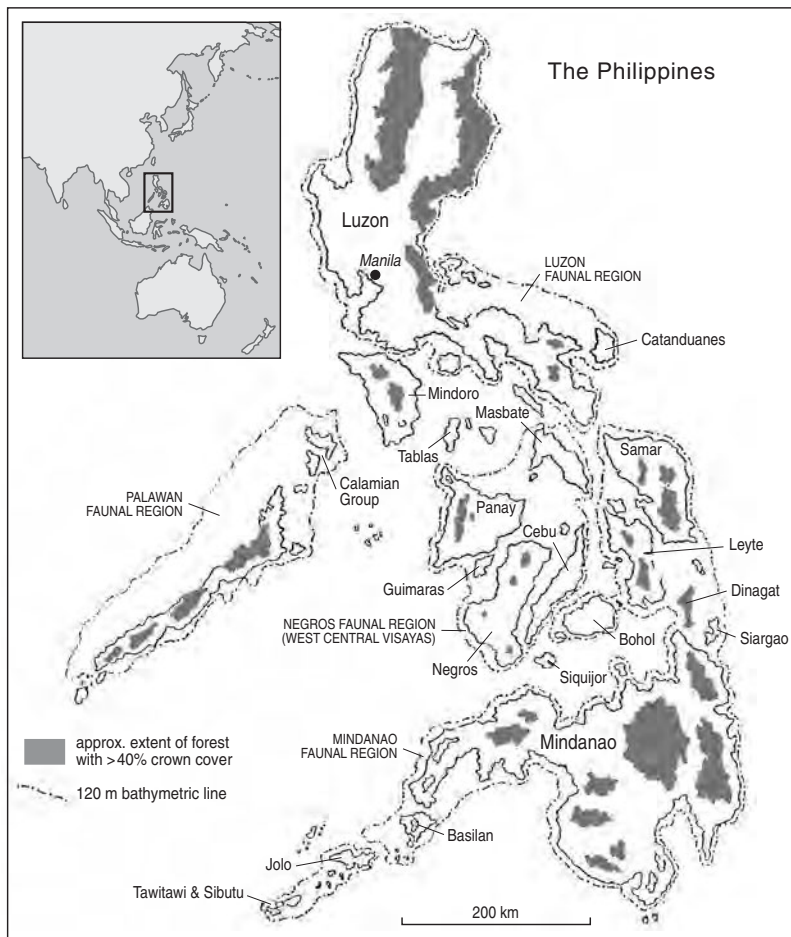 The Philippines
Luzon
Manila
LUZON
FAUNAL REGION
Catanduanes
Mindoro
Masbate
Tablas
Samar
Calamian
Group
PALAWAN
FAUNAL REGION
Panay
Cebu
Leyte
Guimaras
Dinagat
NEGROS FAUNAL REGION
(WEST CENTRAL VISAYAS)
Bohol
Siargao
Negros
Siquijor
approx. extent of forest
with >40% crown cover
MINDANAO
FAUNAL REGION
Mindanao
120 m bathymetric line
Basilan
Jolo
Tawitawi & Sibutu
200 km